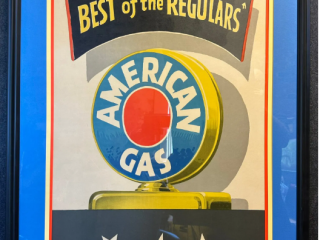 BEST of the REGULARS"
AMERICAN
GAS